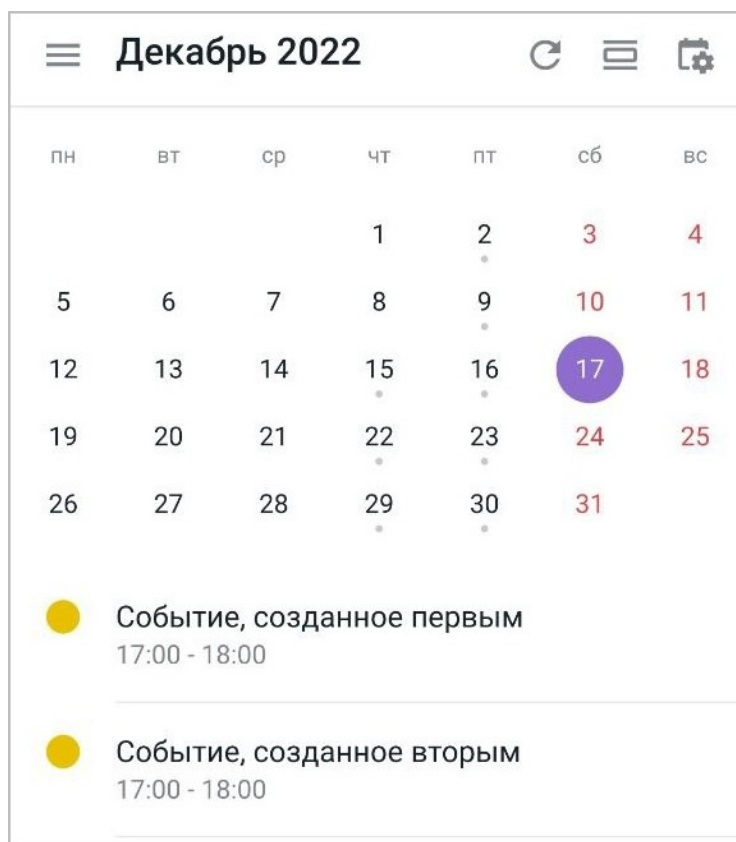 Декабрь 2022
пн вт ср чт пт сб вс
1 2 3 4
5 6 7 8 9 10 11
12 13 14 15 16 17 18
19 20 21 22 23 24 25
26 27 28 29 30 31
Событие, созданное первым
17:00 - 18:00
Событие, созданное вторым
17:00 - 18:00